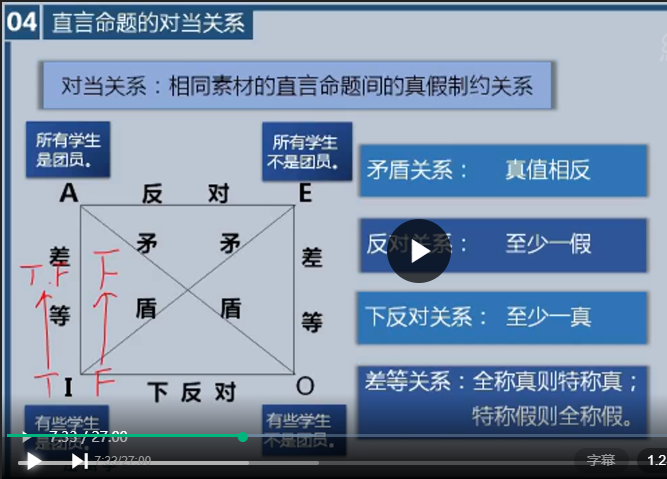 04 直言命题的对当关系
对当关系：相同素材的直言命题间的真假制约关系
所有学生
是团员。
所有学生
不是团员。
A 反 对 E
矛盾关系： 真值相反
差 矛 矛 差
反对关系： 至少一假
T.F F
等 盾 盾 等
下反对关系： 至少一真
T I F 下 反 对 O
差等关系：全称真则特称真；
特称假则全称假。
有些学生
是团员。
有些学生
不是团员。
7:33 / 27:00
7:32/27:00
字幕
1.2